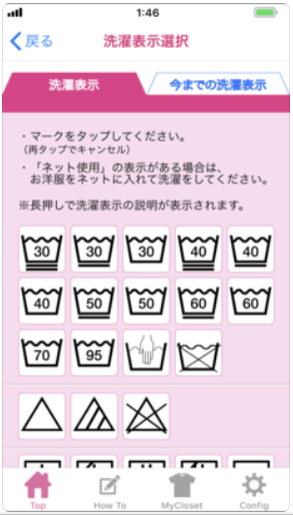 1:46
戻る
洗濯表示選択
洗濯表示
今までの洗濯表示
・マークをタップしてください。
(再タップでキャンセル)
・「ネット使用」の表示がある場合は、
お洋服をネットに入れて洗濯をしてください。
※長押しで洗濯表示の説明が表示されます。
30 30 30 40 40
40 50 50 60 60
70 95
Top How To MyCloset Config